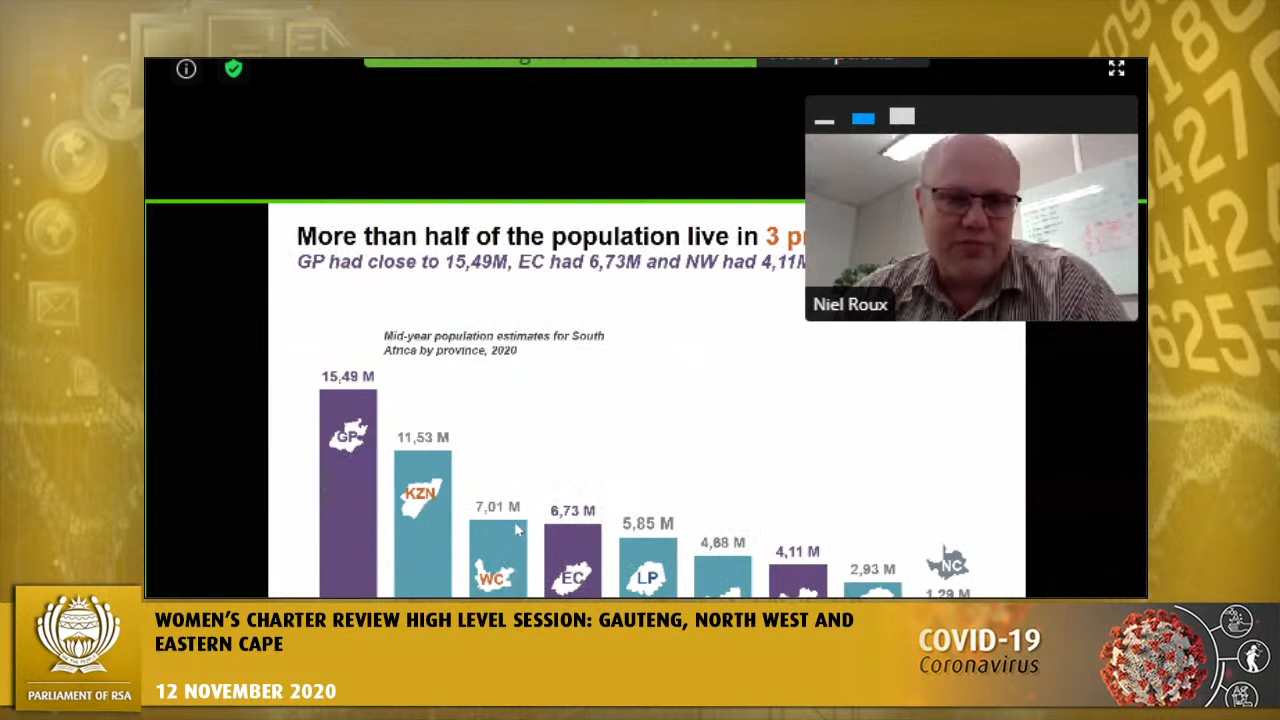 More than half of the population live in 3 pr
GP had close to 15,49M, EC had 6,73M and NW had 4,11M
Niel Roux
Mid-year population estimates for South
Africa by province, 2020
15,49 M
GP
11,53 M
KZN
7,01 M
WC
6,73 M
EC
5,85 M
LP
4,68 M
4,11 M
2,93 M
NC
1,29 M
WOMEN'S CHARTER REVIEW HIGH LEVEL SESSION: GAUTENG, NORTH WEST AND
EASTERN CAPE
12 NOVEMBER 2020
PARLIAMENT OF RSA
COVID-19
Coronavirus